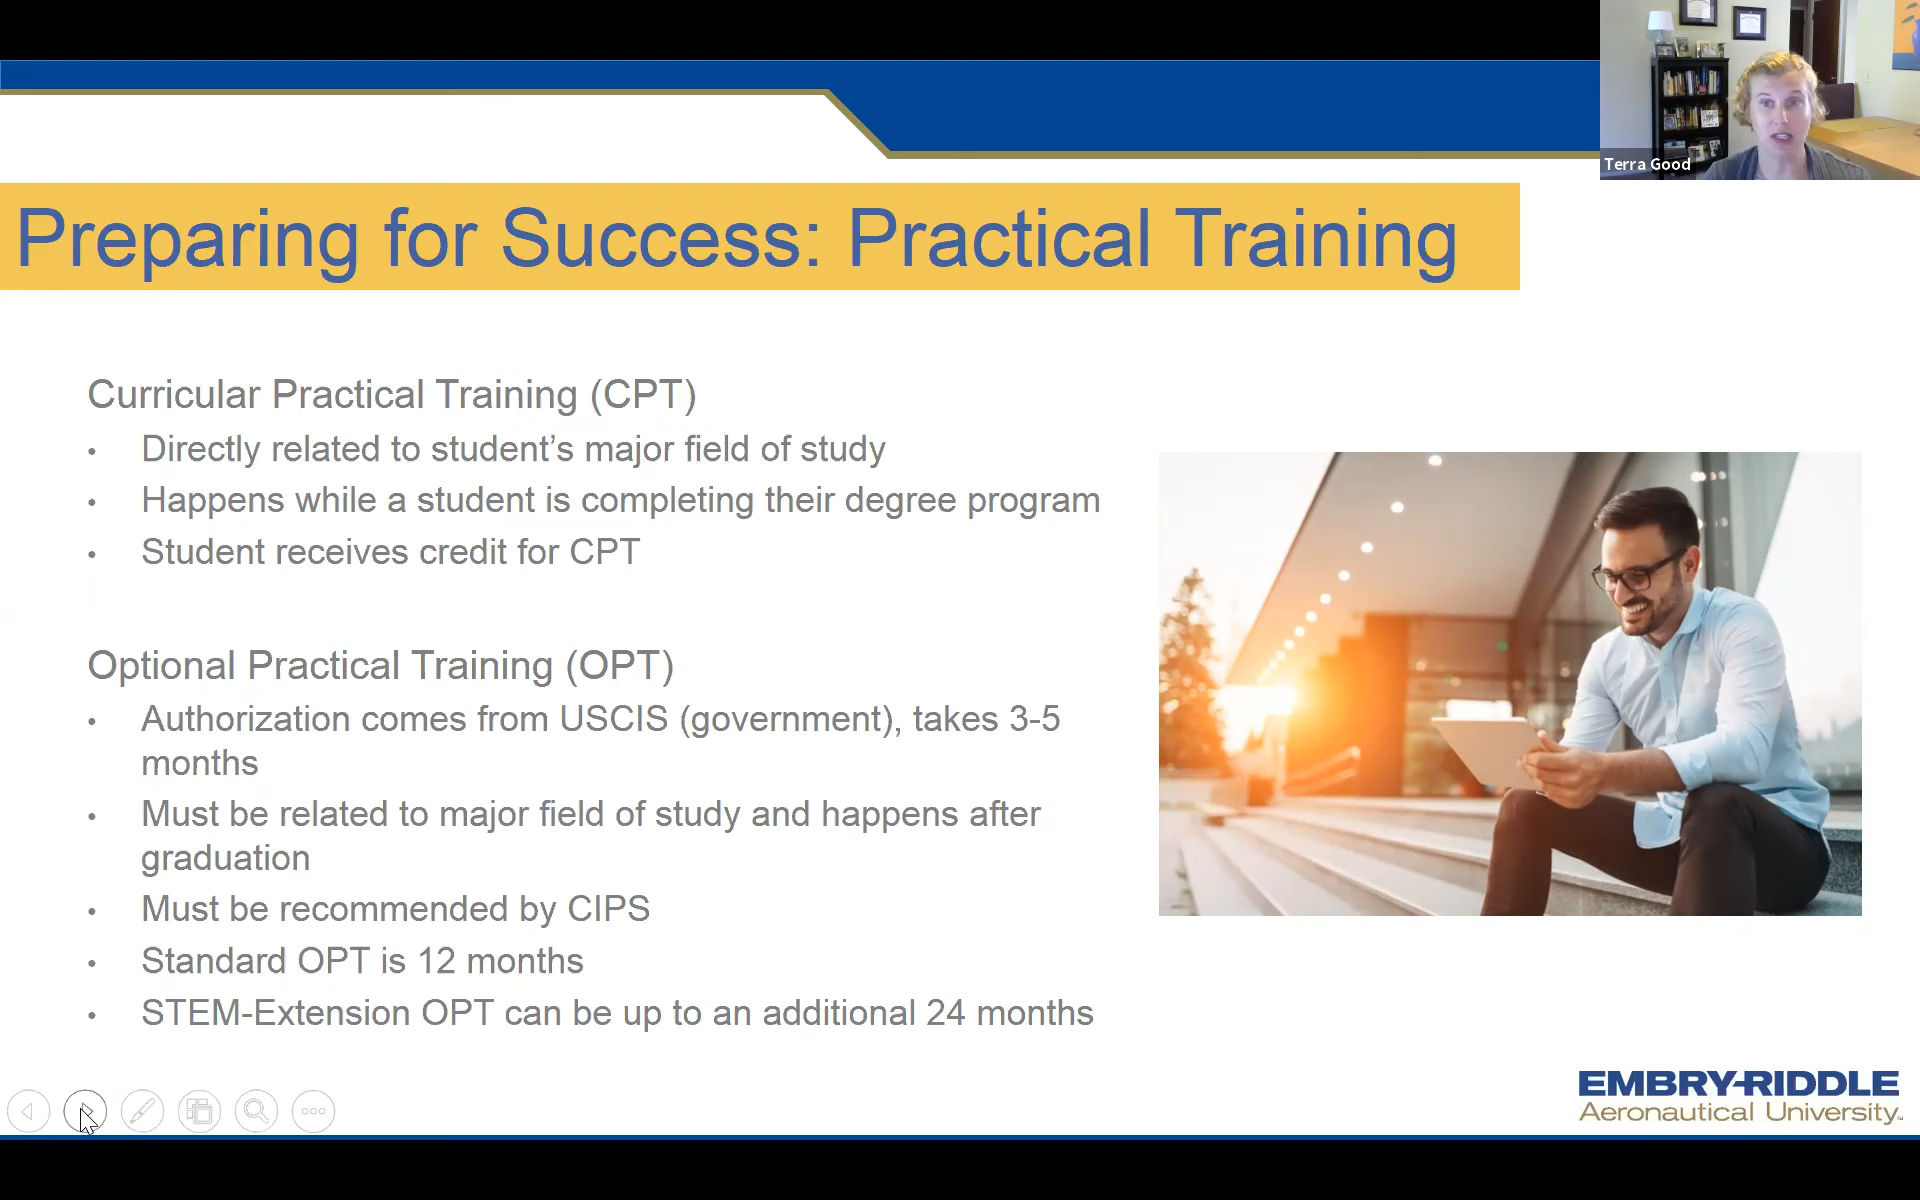 Terra Good
Preparing for Success: Practical Training
Curricular Practical Training (CPT)
• Directly related to student’s major field of study
• Happens while a student is completing their degree program
• Student receives credit for CPT
Optional Practical Training (OPT)
• Authorization comes from USCIS (government), takes 3-5
months
• Must be related to major field of study and happens after
graduation
• Must be recommended by CIPS
• Standard OPT is 12 months
• STEM-Extension OPT can be up to an additional 24 months
EMBRY-RIDDLE
Aeronautical University